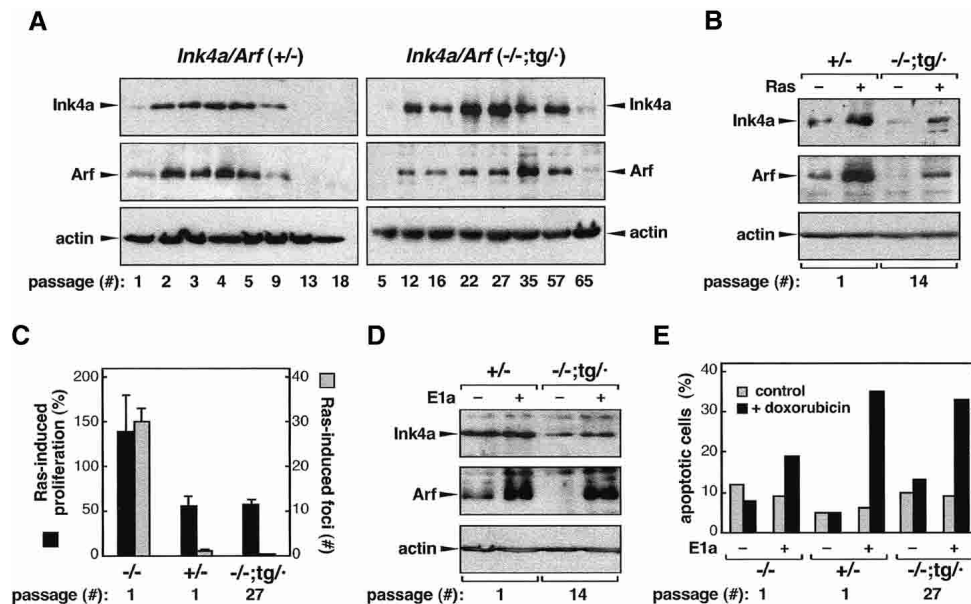 A
Ink4a/Arf (+/-)
Ink4a/Arf (-/-;tg/·)
Ink4a
Ink4a
Arf
Arf
actin
actin
passage (#): 1 2 3 4 5 9 13 18 5 12 16 22 27 35 57 65
B
+/- -/-;tg/·
Ras - + - +
Ink4a
Arf
actin
passage (#): 1 14
C
Ras-induced proliferation (%)
200
150
100
50
0
40
30
20
10
0
Ras-induced foci (#)
-/- +/- -/-;tg/·
passage (#): 1 1 27
D
+/- -/-;tg/·
E1a - + - +
Ink4a
Arf
actin
passage (#): 1 14
E
apoptotic cells (%)
40
30
20
10
0
control
+ doxorubicin
E1a - + - + - +
-/- +/- -/-;tg/·
passage (#): 1 1 27